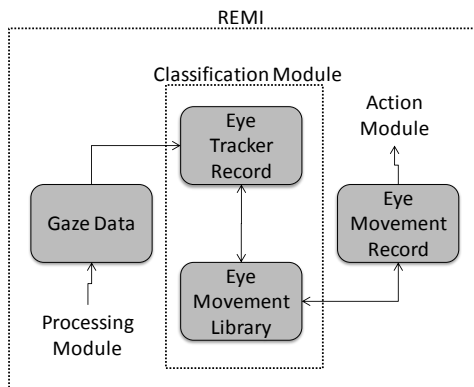 REMI
Classification Module
Eye
Tracker
Record
Action
Module
Gaze Data
Eye
Movement
Record
Eye
Movement
Library
Processing
Module